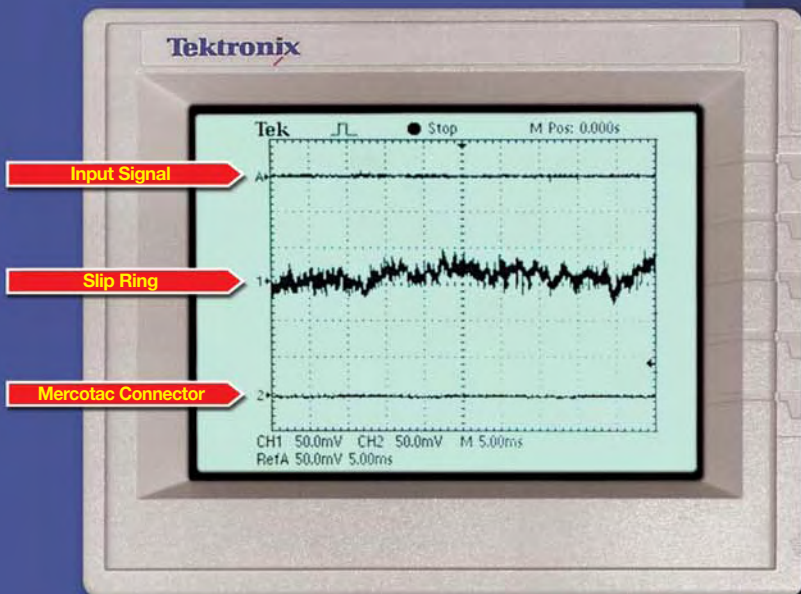 Tektronix
Tek Stop M Pos: 0.000s
Input Signal
A
Slip Ring
1
Mercotac Connector
2
CH1 50.0mV CH2 50.0mV M 5.00ms
RefA 50.0mV 5.00ms